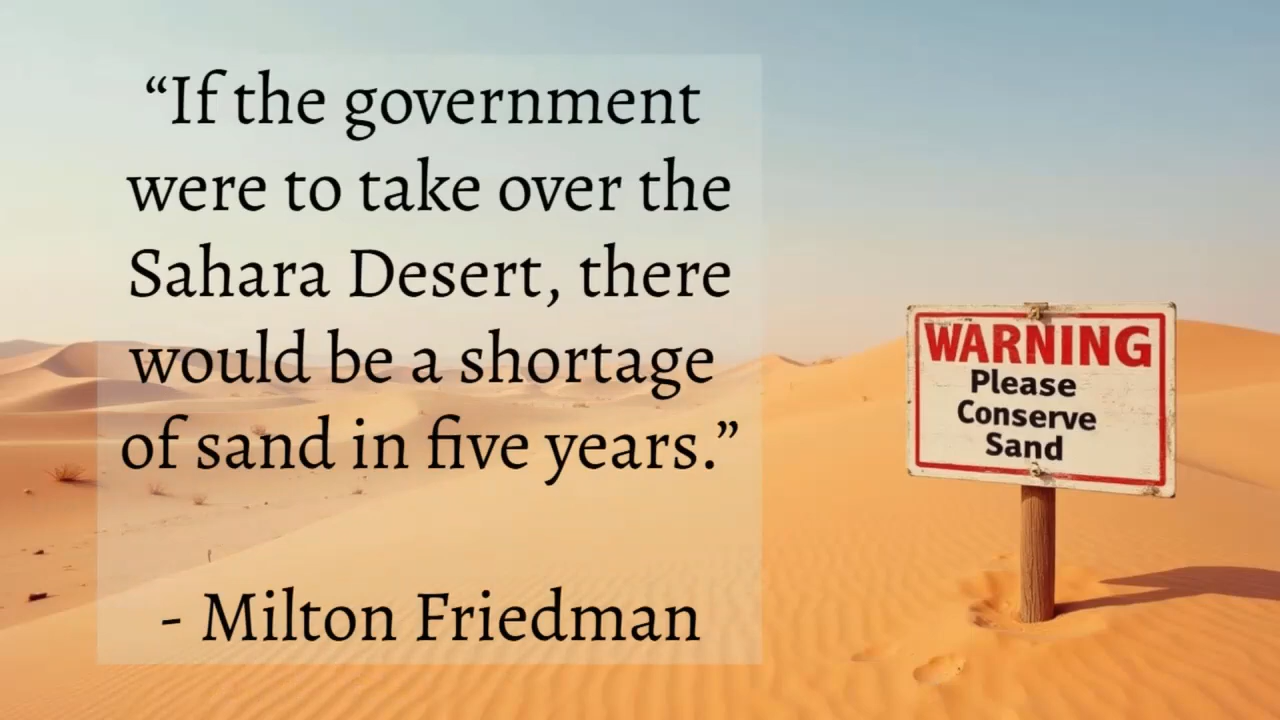 “If the government
were to take over the
Sahara Desert, there
would be a shortage
of sand in five years.”
- Milton Friedman
WARNING
Please
Conserve
Sand